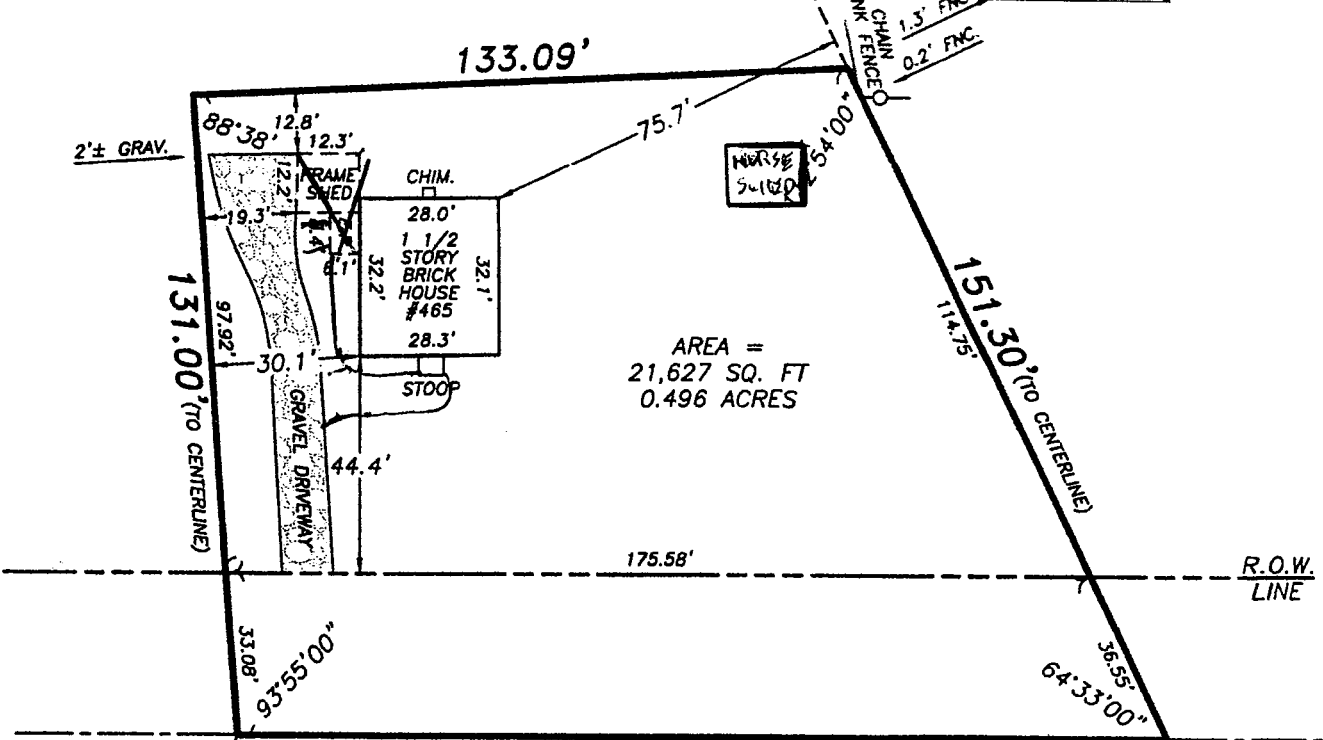 CHAIN
NK FENCE
1.3' FNC.
0.2' FNC.
133.09'
75.7'
88°38'
12.8'
12.3'
2'± GRAV.
FRAME
SHED
12.2'
CHIM.
19.3'
6.1'
28.0'
1 1/2
STORY
BRICK
HOUSE
#465
32.2'
32.1'
28.3'
STOOP
HORSE
54'00"
131.00' (TO CENTERLINE)
97.92'
30.1'
GRAVEL DRIVEWAY
44.4'
AREA =
21,627 SQ. FT
0.496 ACRES
151.30' (TO CENTERLINE)
114.75'
175.58'
R.O.W.
LINE
33.08'
93°55'00"
36.55'
64°33'00"